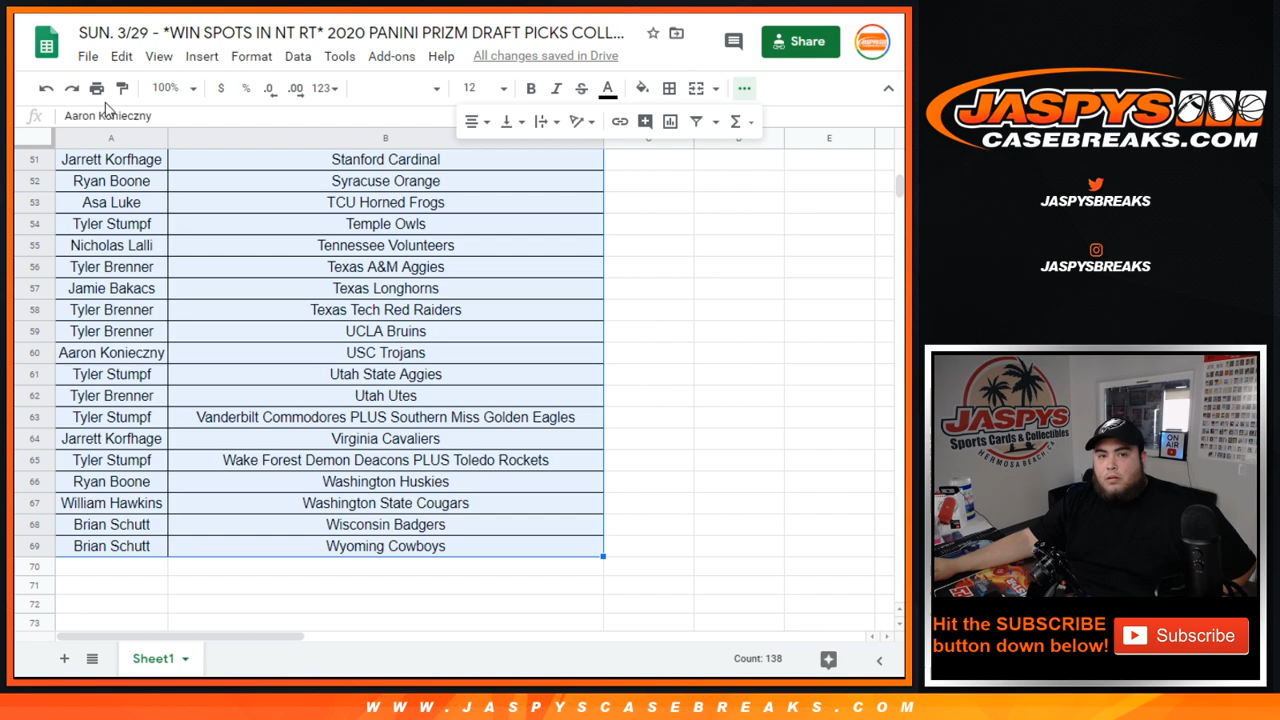 SUN. 3/29 - *WIN SPOTS IN NT RT* 2020 PANINI PRIZM DRAFT PICKS COLL...
Share
File Edit View Insert Format Data Tools Add-ons Help All changes saved in Drive
100% $ % .0 .00 123 12 B I S A
fx Aaron Konieczny
A B C D E
51 Jarrett Korfhage Stanford Cardinal
52 Ryan Boone Syracuse Orange
53 Asa Luke TCU Horned Frogs
54 Tyler Stumpf Temple Owls
55 Nicholas Lalli Tennessee Volunteers
56 Tyler Brenner Texas A&M Aggies
57 Jamie Bakacs Texas Longhorns
58 Tyler Brenner Texas Tech Red Raiders
59 Tyler Brenner UCLA Bruins
60 Aaron Konieczny USC Trojans
61 Tyler Stumpf Utah State Aggies
62 Tyler Brenner Utah Utes
63 Tyler Stumpf Vanderbilt Commodores PLUS Southern Miss Golden Eagles
64 Jarrett Korfhage Virginia Cavaliers
65 Tyler Stumpf Wake Forest Demon Deacons PLUS Toledo Rockets
66 Ryan Boone Washington Huskies
67 William Hawkins Washington State Cougars
68 Brian Schutt Wisconsin Badgers
69 Brian Schutt Wyoming Cowboys
70
71
72
73
Sheet1
Count: 138
JASPYS
CASEBREAKS.COM
JASPYSBREAKS
JASPYSBREAKS
JASPYS
Sports Cards & Collectibles
HERMOSA BEACH, CA
ON AIR
Hit the SUBSCRIBE
button down below!
Subscribe
WWW.JASPYSCASEBREAKS.COM